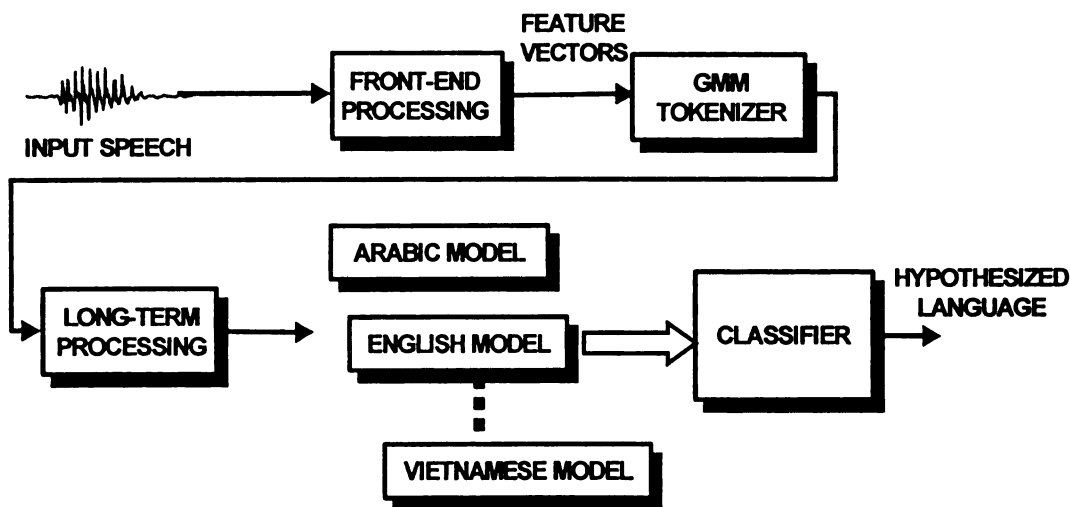 FEATURE
VECTORS
FRONT-END
PROCESSING
GMM
TOKENIZER
INPUT SPEECH
ARABIC MODEL
LONG-TERM
PROCESSING
ENGLISH MODEL
CLASSIFIER
HYPOTHESIZED
LANGUAGE
VIETNAMESE MODEL